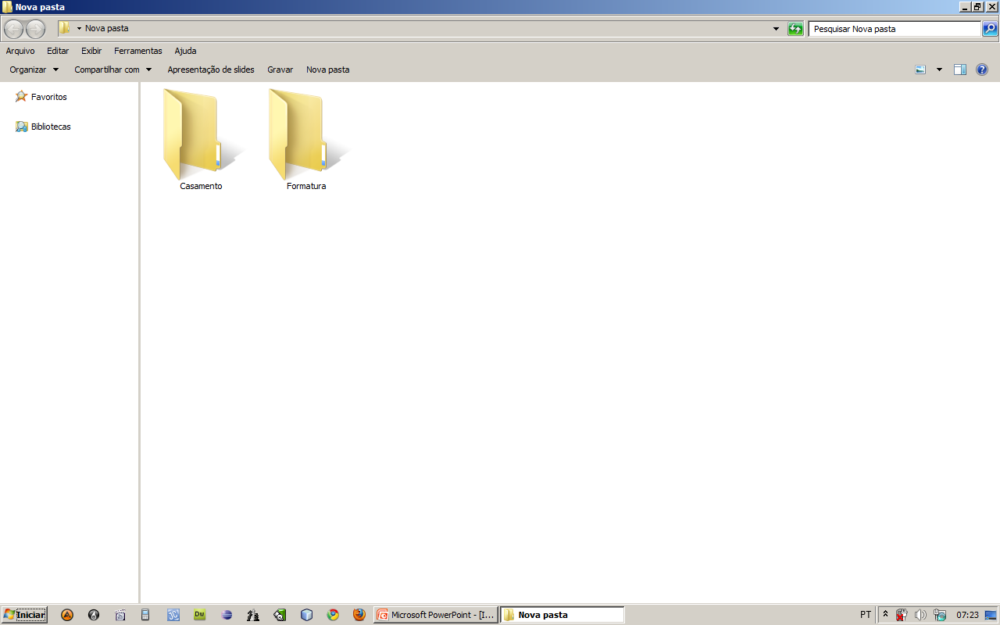 Nova pasta
Nova pasta
Pesquisar Nova pasta
Arquivo Editar Exibir Ferramentas Ajuda
Organizar Compartilhar com Apresentação de slides Gravar Nova pasta
Favoritos
Bibliotecas
Casamento Formatura
Iniciar Dw Microsoft PowerPoint - [I... Nova pasta PT 07:23